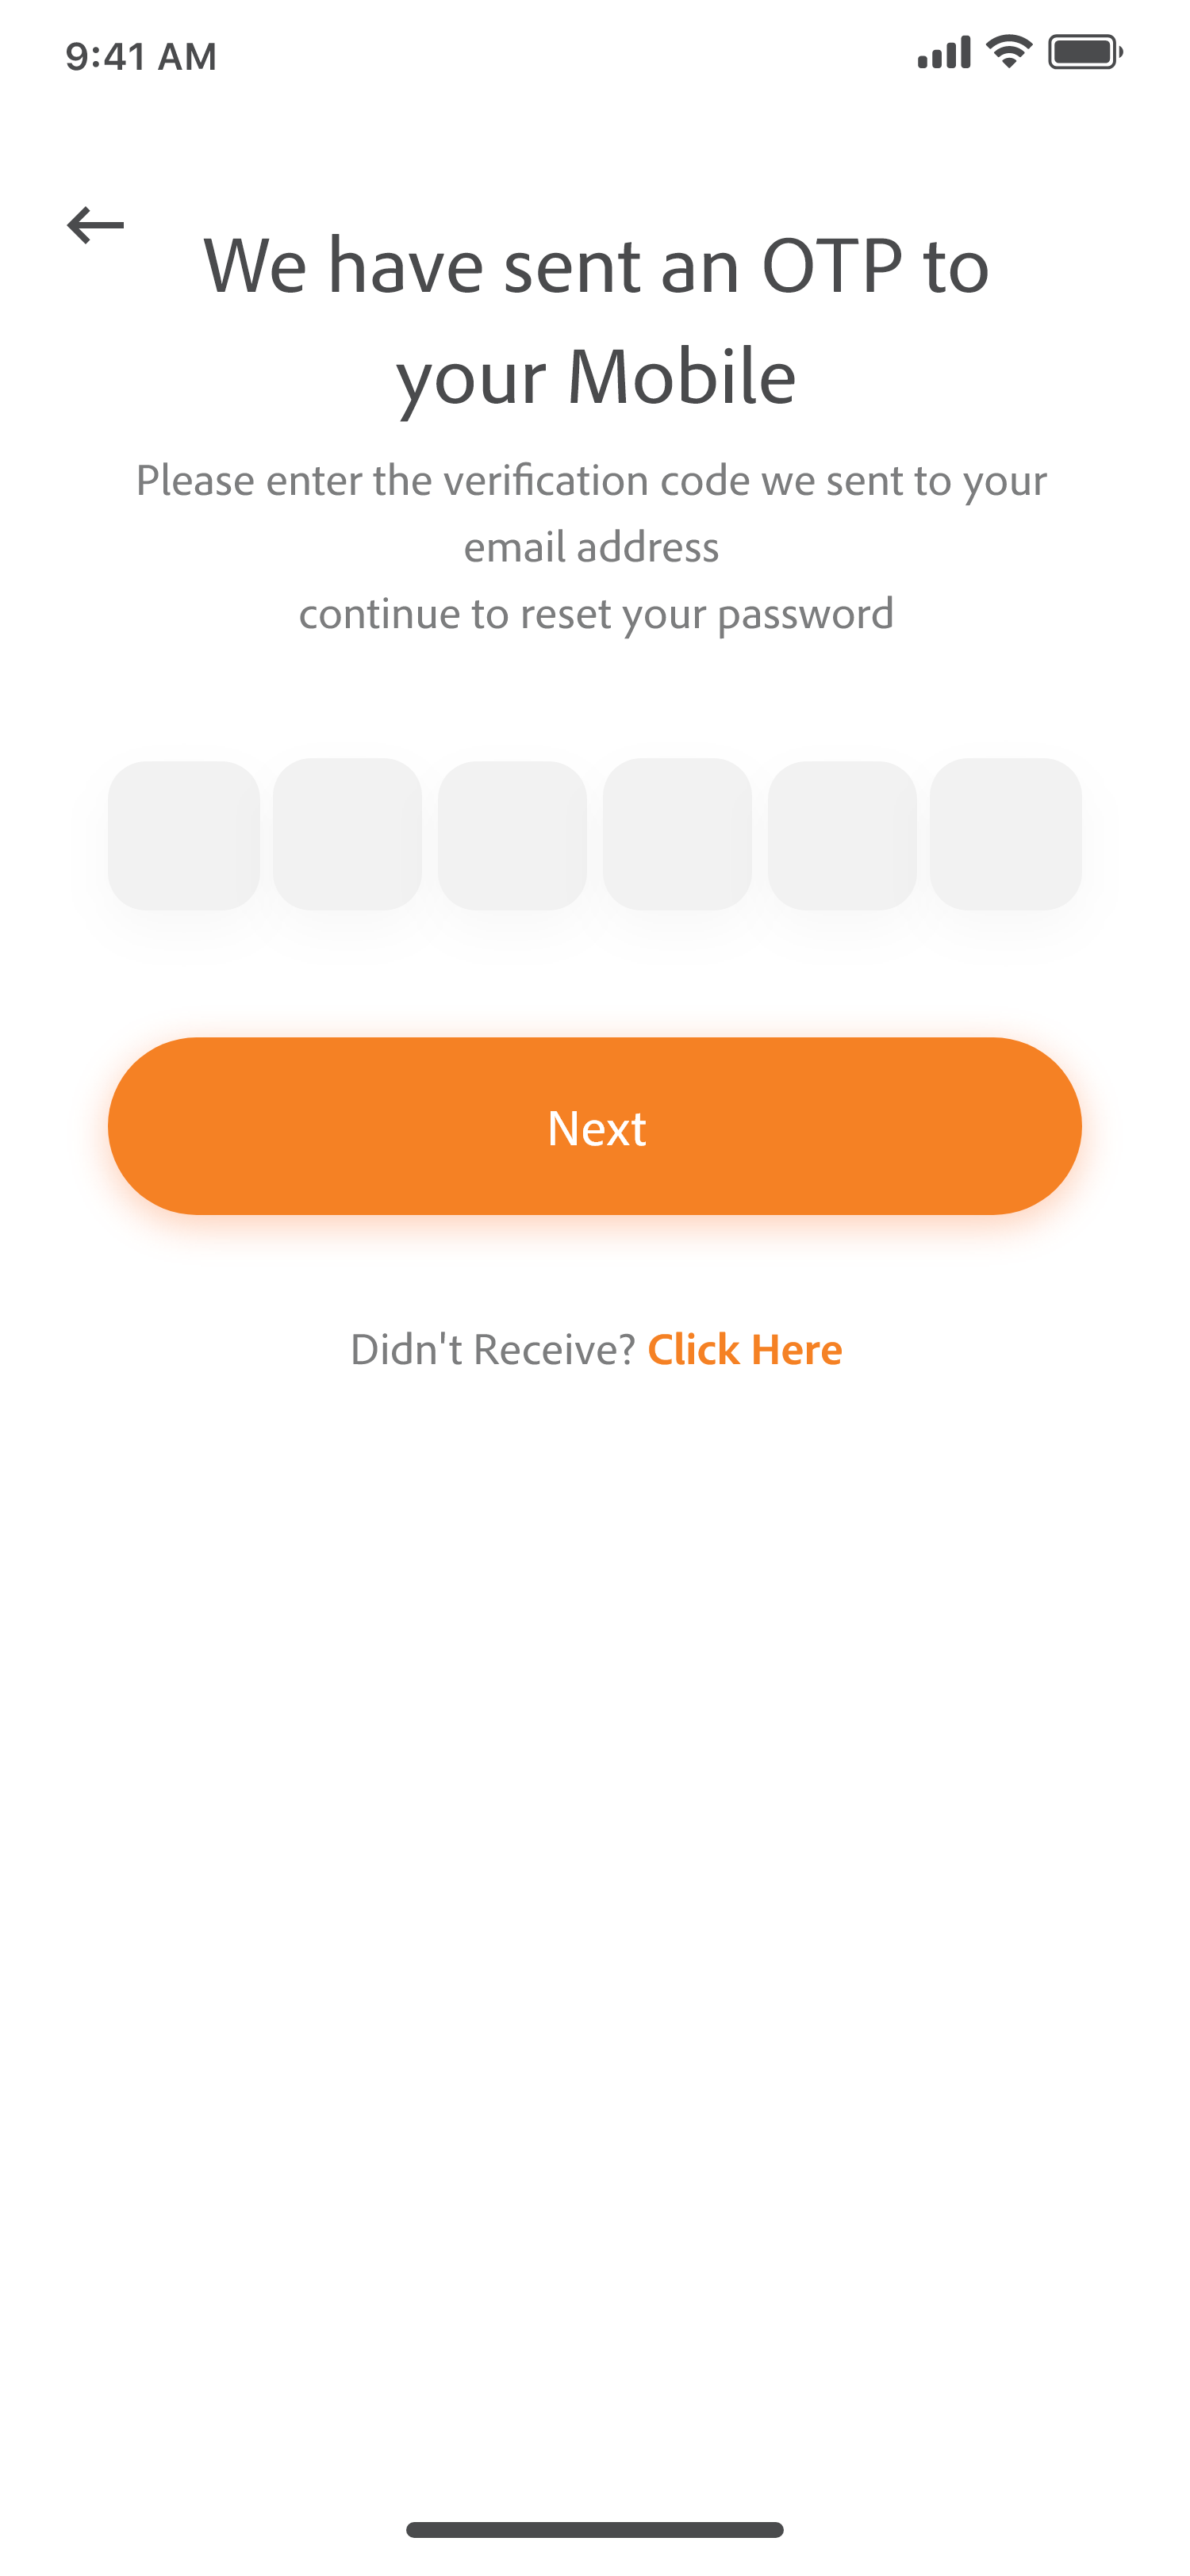 9:41 AM
We have sent an OTP to
your Mobile
Please enter the verification code we sent to your
email address
continue to reset your password
Next
Didn't Receive? Click Here